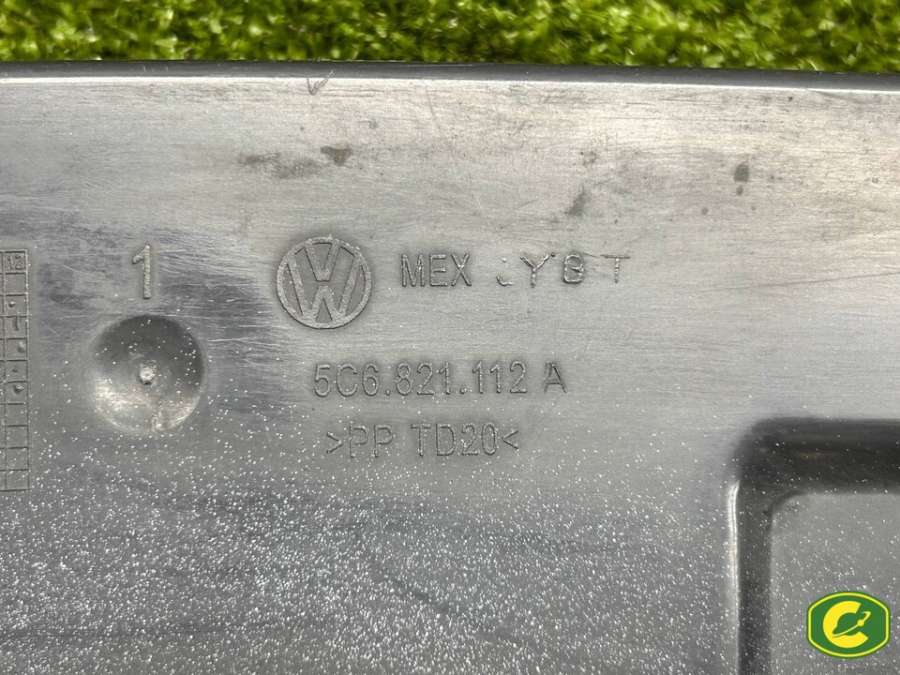 1
MEX
5C6.821.112 A
>PP TD20<